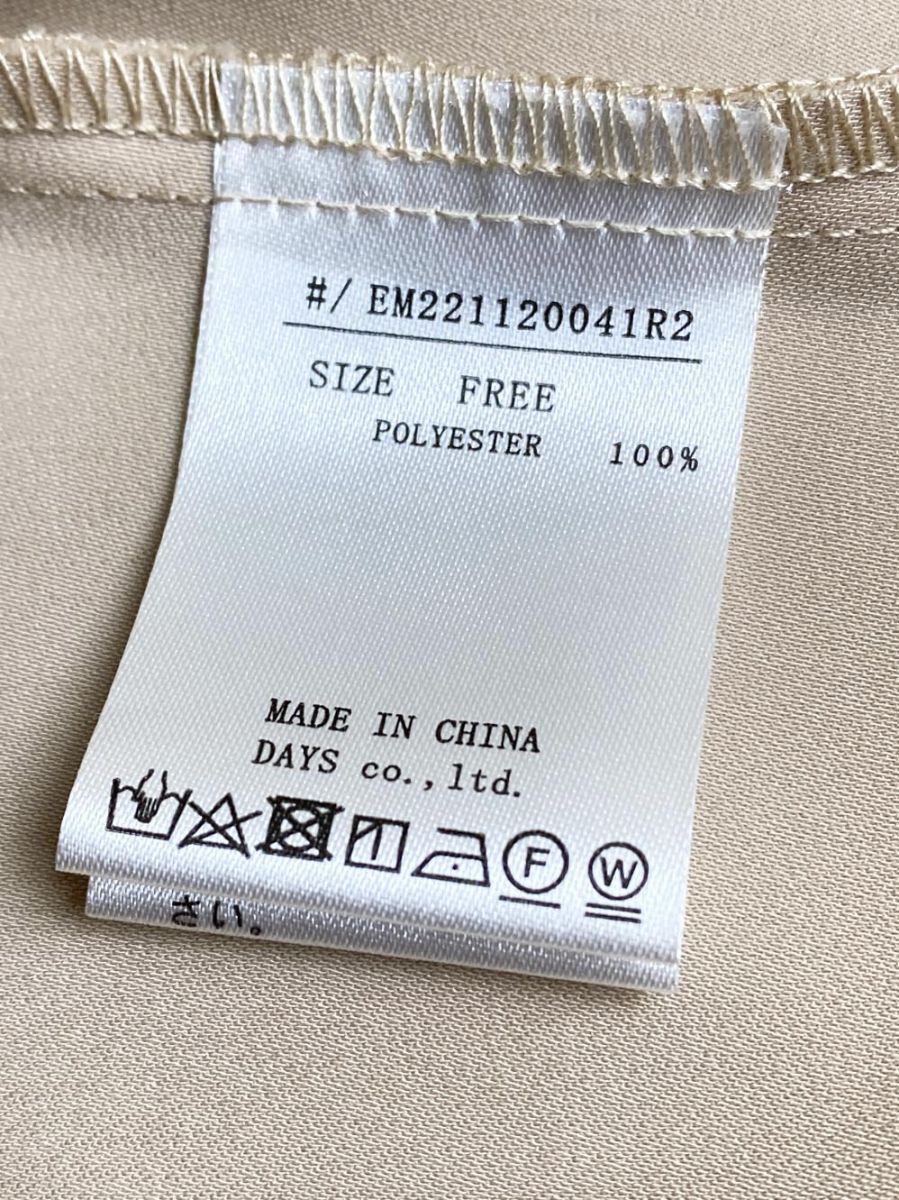 #/ EM221120041R2
SIZE FREE
POLYESTER 100%
MADE IN CHINA
DAYS co.,ltd.
F W
さい。